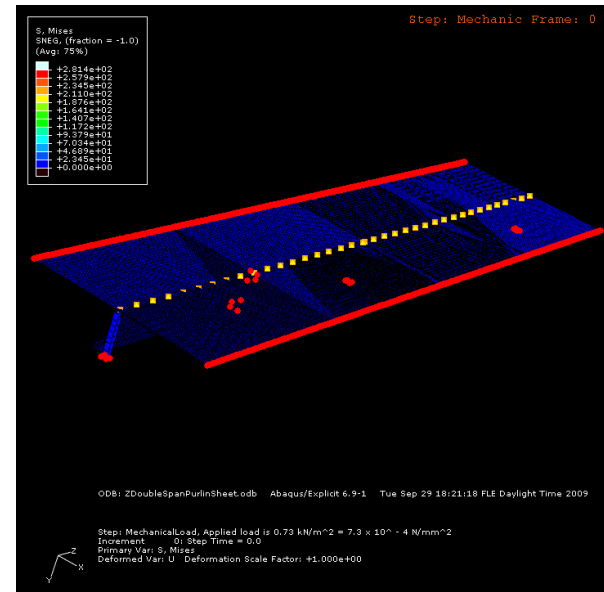 Step: Mechanic Frame: 0
S, Mises
SNEG, (fraction = -1.0)
(Avg: 75%)
+2.814e+02
+2.579e+02
+2.345e+02
+2.110e+02
+1.876e+02
+1.641e+02
+1.407e+02
+1.172e+02
+9.379e+01
+7.034e+01
+4.689e+01
+2.345e+01
+0.000e+00
ODB: ZDoubleSpanPurlinSheet.odb Abaqus/Explicit 6.9-1 Tue Sep 29 18:21:18 FLE Daylight Time 2009
Step: MechanicalLoad, Applied load is 0.73 kN/m^2 = 7.3 x 10^ - 4 N/mm^2
Increment 0: Step Time = 0.0
Primary Var: S, Mises
Deformed Var: U Deformation Scale Factor: +1.000e+00
Z
X
Y